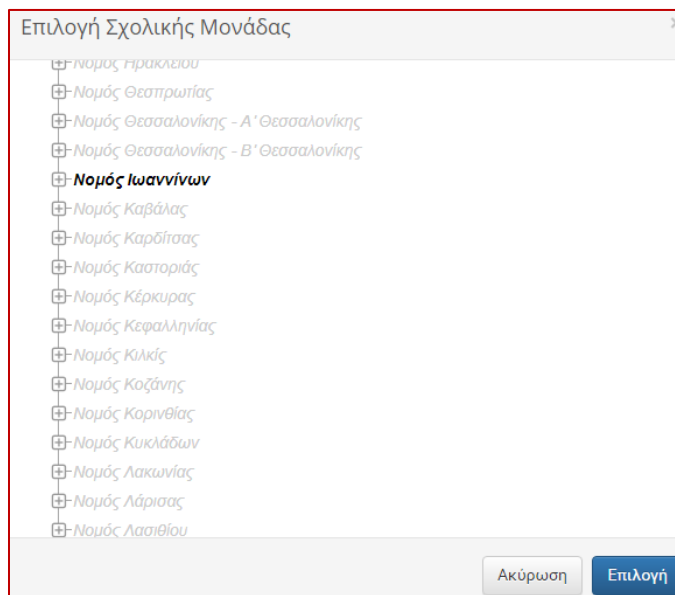 Επιλογή Σχολικής Μονάδας
Νομός Ηρακλείου
Νομός Θεσπρωτίας
Νομός Θεσσαλονίκης - Α' Θεσσαλονίκης
Νομός Θεσσαλονίκης - Β' Θεσσαλονίκης
Νομός Ιωαννίνων
Νομός Καβάλας
Νομός Καρδίτσας
Νομός Καστοριάς
Νομός Κέρκυρας
Νομός Κεφαλληνίας
Νομός Κιλκίς
Νομός Κοζάνης
Νομός Κορινθίας
Νομός Κυκλάδων
Νομός Λακωνίας
Νομός Λάρισας
Νομός Λασιθίου
Ακύρωση Επιλογή